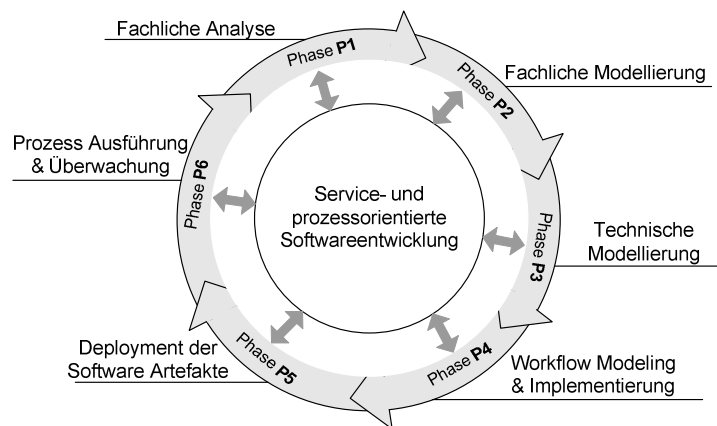 Fachliche Analyse
Phase P1
Phase P2
Fachliche Modellierung
Prozess Ausführung
& Überwachung
Phase P6
Service- und
prozessorientierte
Softwareentwicklung
Phase P3
Technische
Modellierung
Deployment der
Software Artefakte
Phase P5
Phase P4
Workflow Modeling
& Implementierung